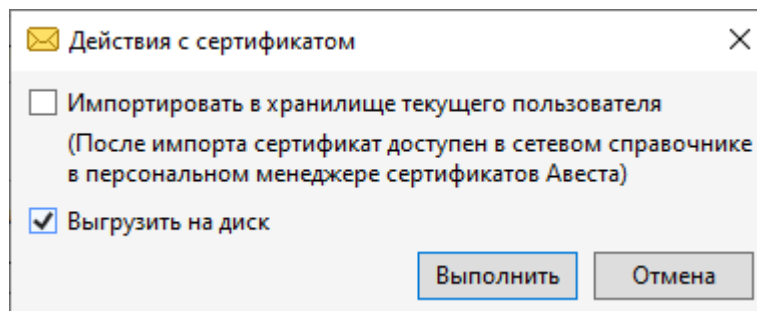 Действия с сертификатом
Импортировать в хранилище текущего пользователя
(После импорта сертификат доступен в сетевом справочнике
в персональном менеджере сертификатов Авеста)
Выгрузить на диск
Выполнить Отмена